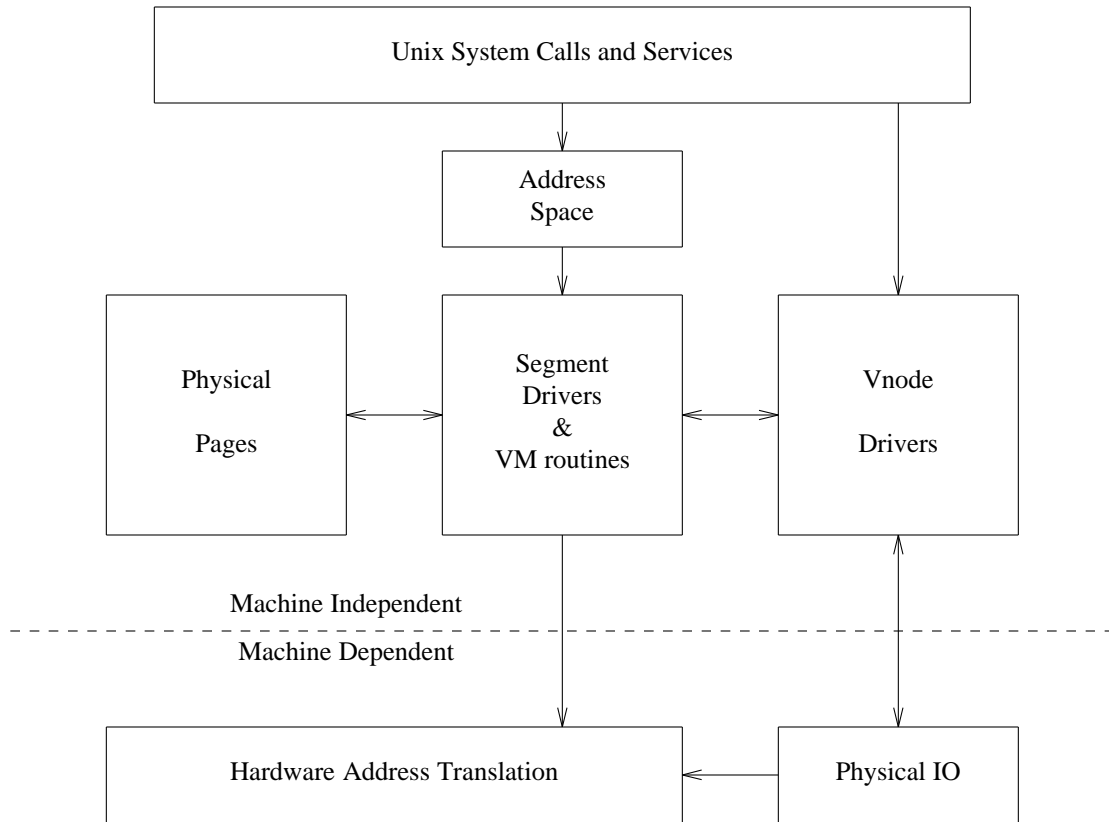 Unix System Calls and Services
Address
Space
Physical
Pages
Segment
Drivers
&
VM routines
Vnode
Drivers
Machine Independent
Machine Dependent
Hardware Address Translation
Physical IO